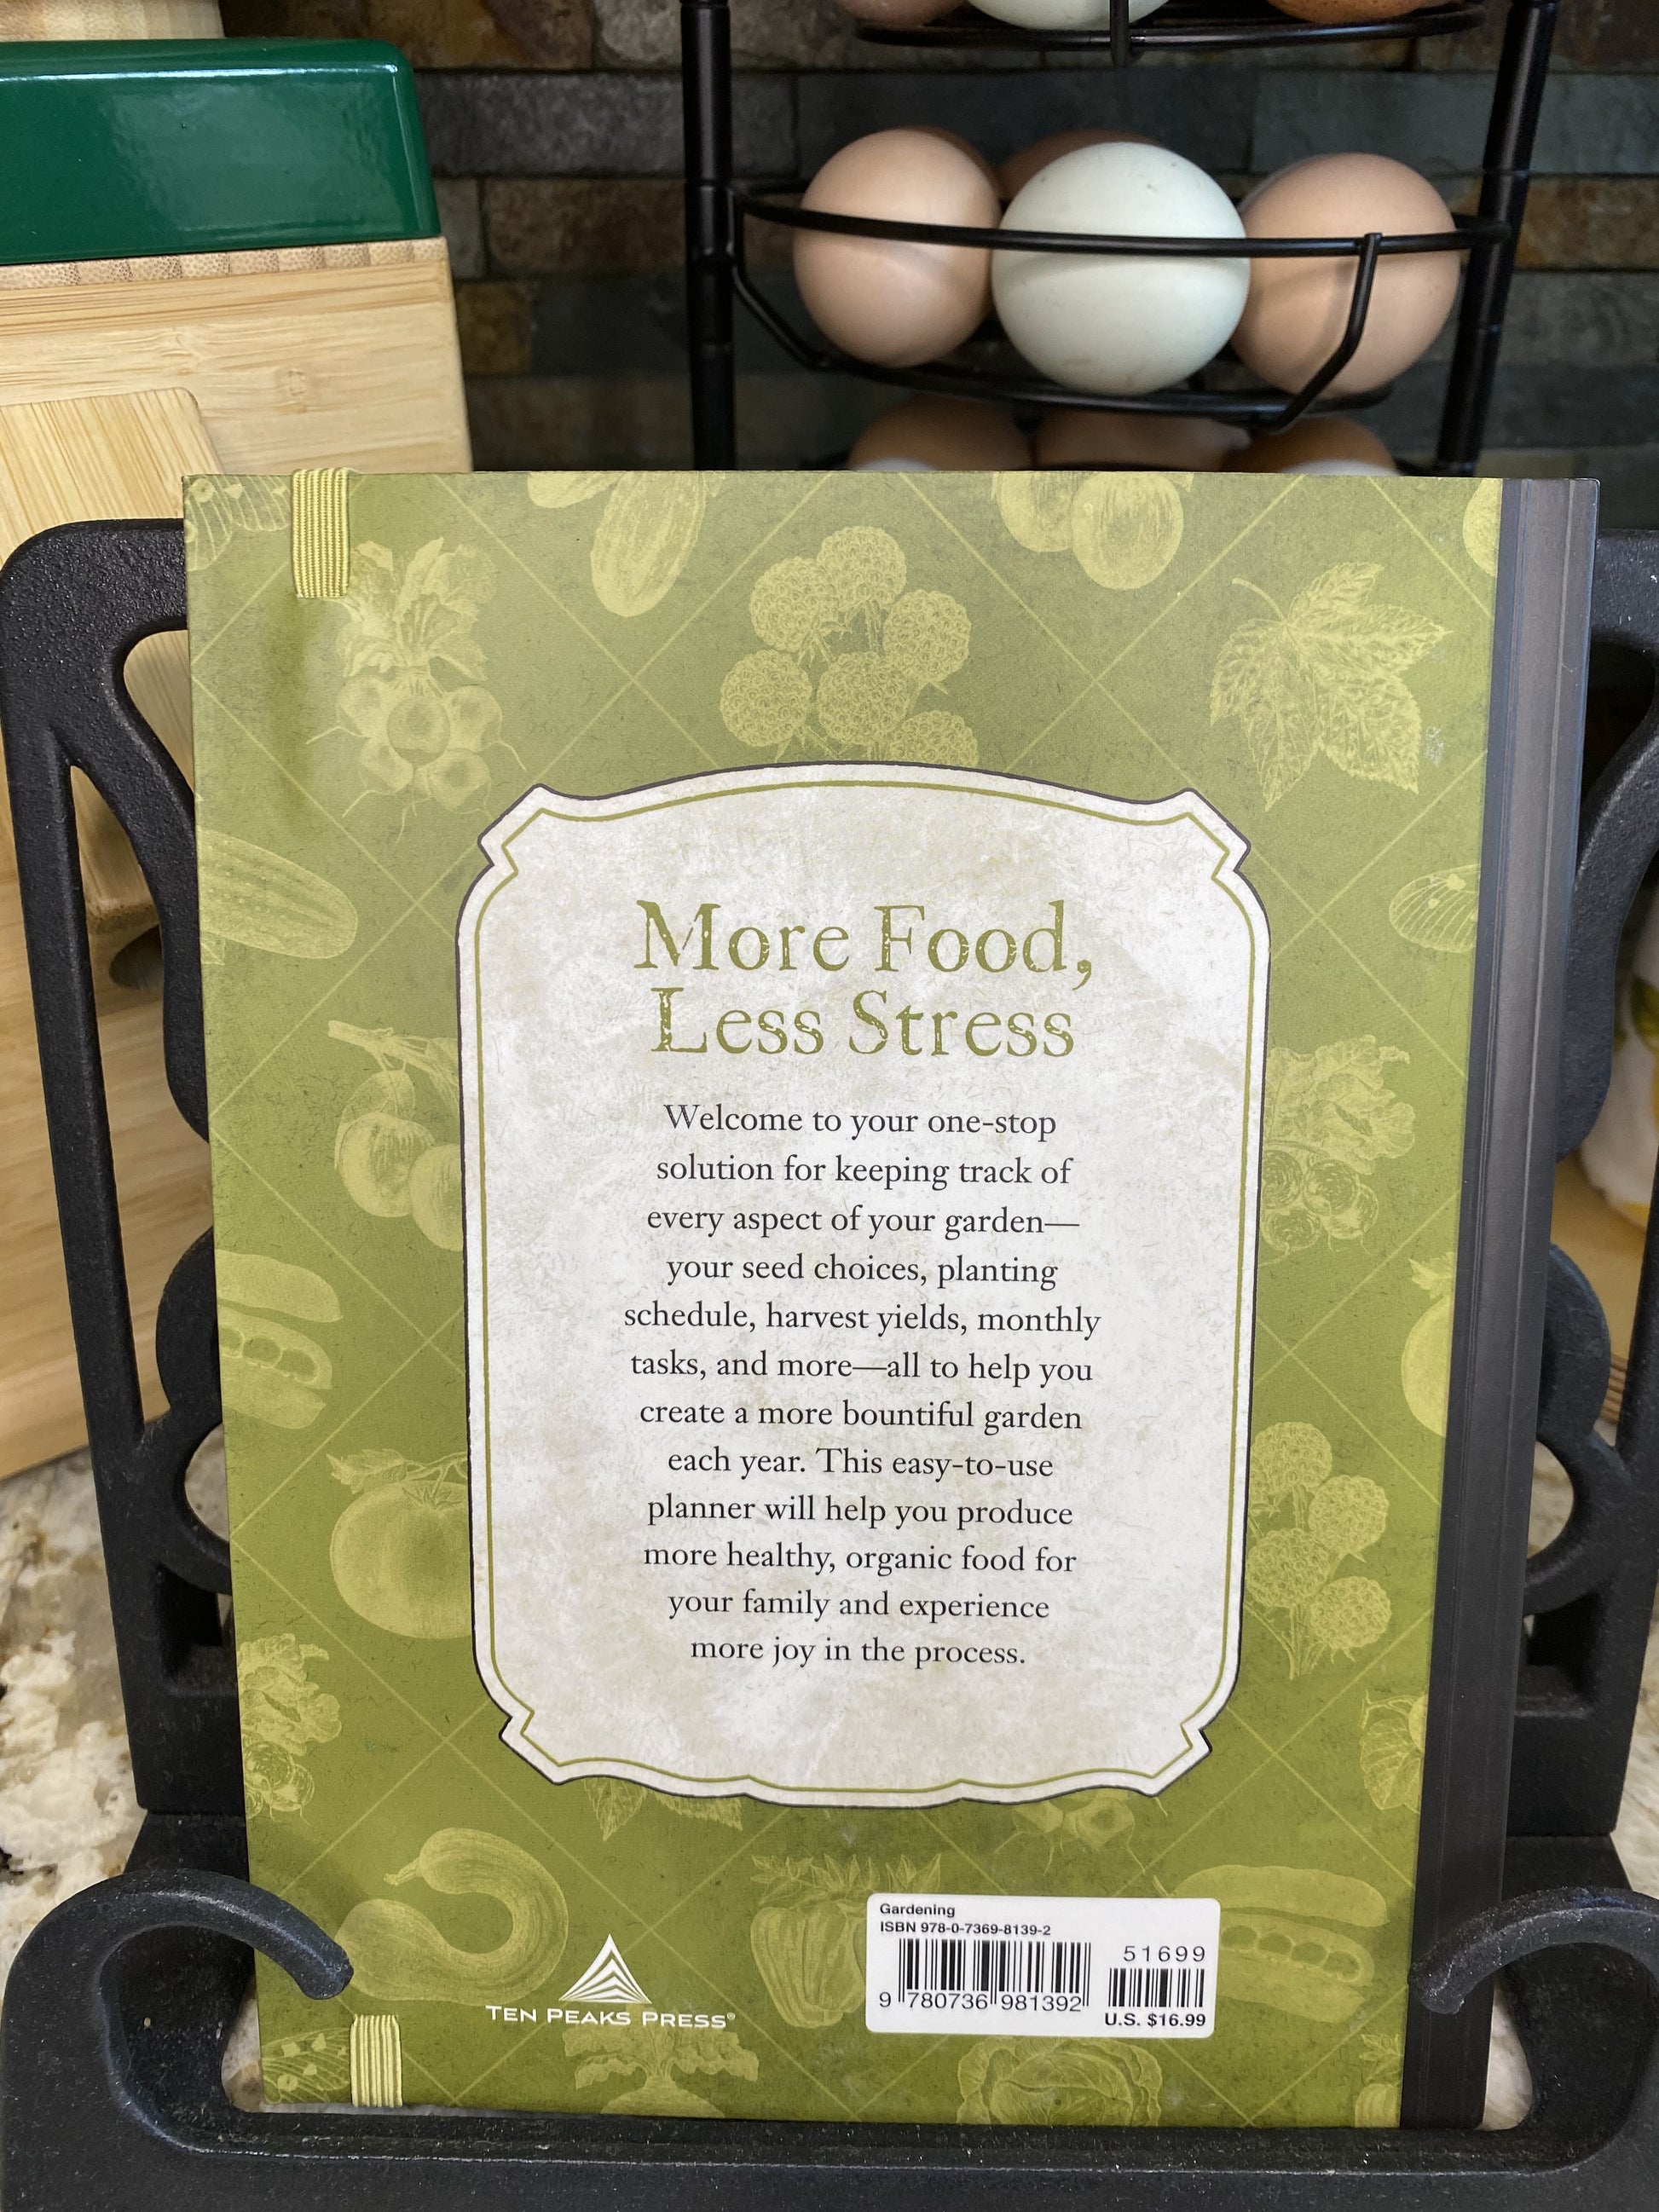 More Food,
Less Stress
Welcome to your one-stop
solution for keeping track of
every aspect of your garden—
your seed choices, planting
schedule, harvest yields, monthly
tasks, and more—all to help you
create a more bountiful garden
each year. This easy-to-use
planner will help you produce
more healthy, organic food for
your family and experience
more joy in the process.
TEN PEAKS PRESS®
Gardening
ISBN 978-0-7369-8139-2
51699
9 780736 981392
U.S. $16.99